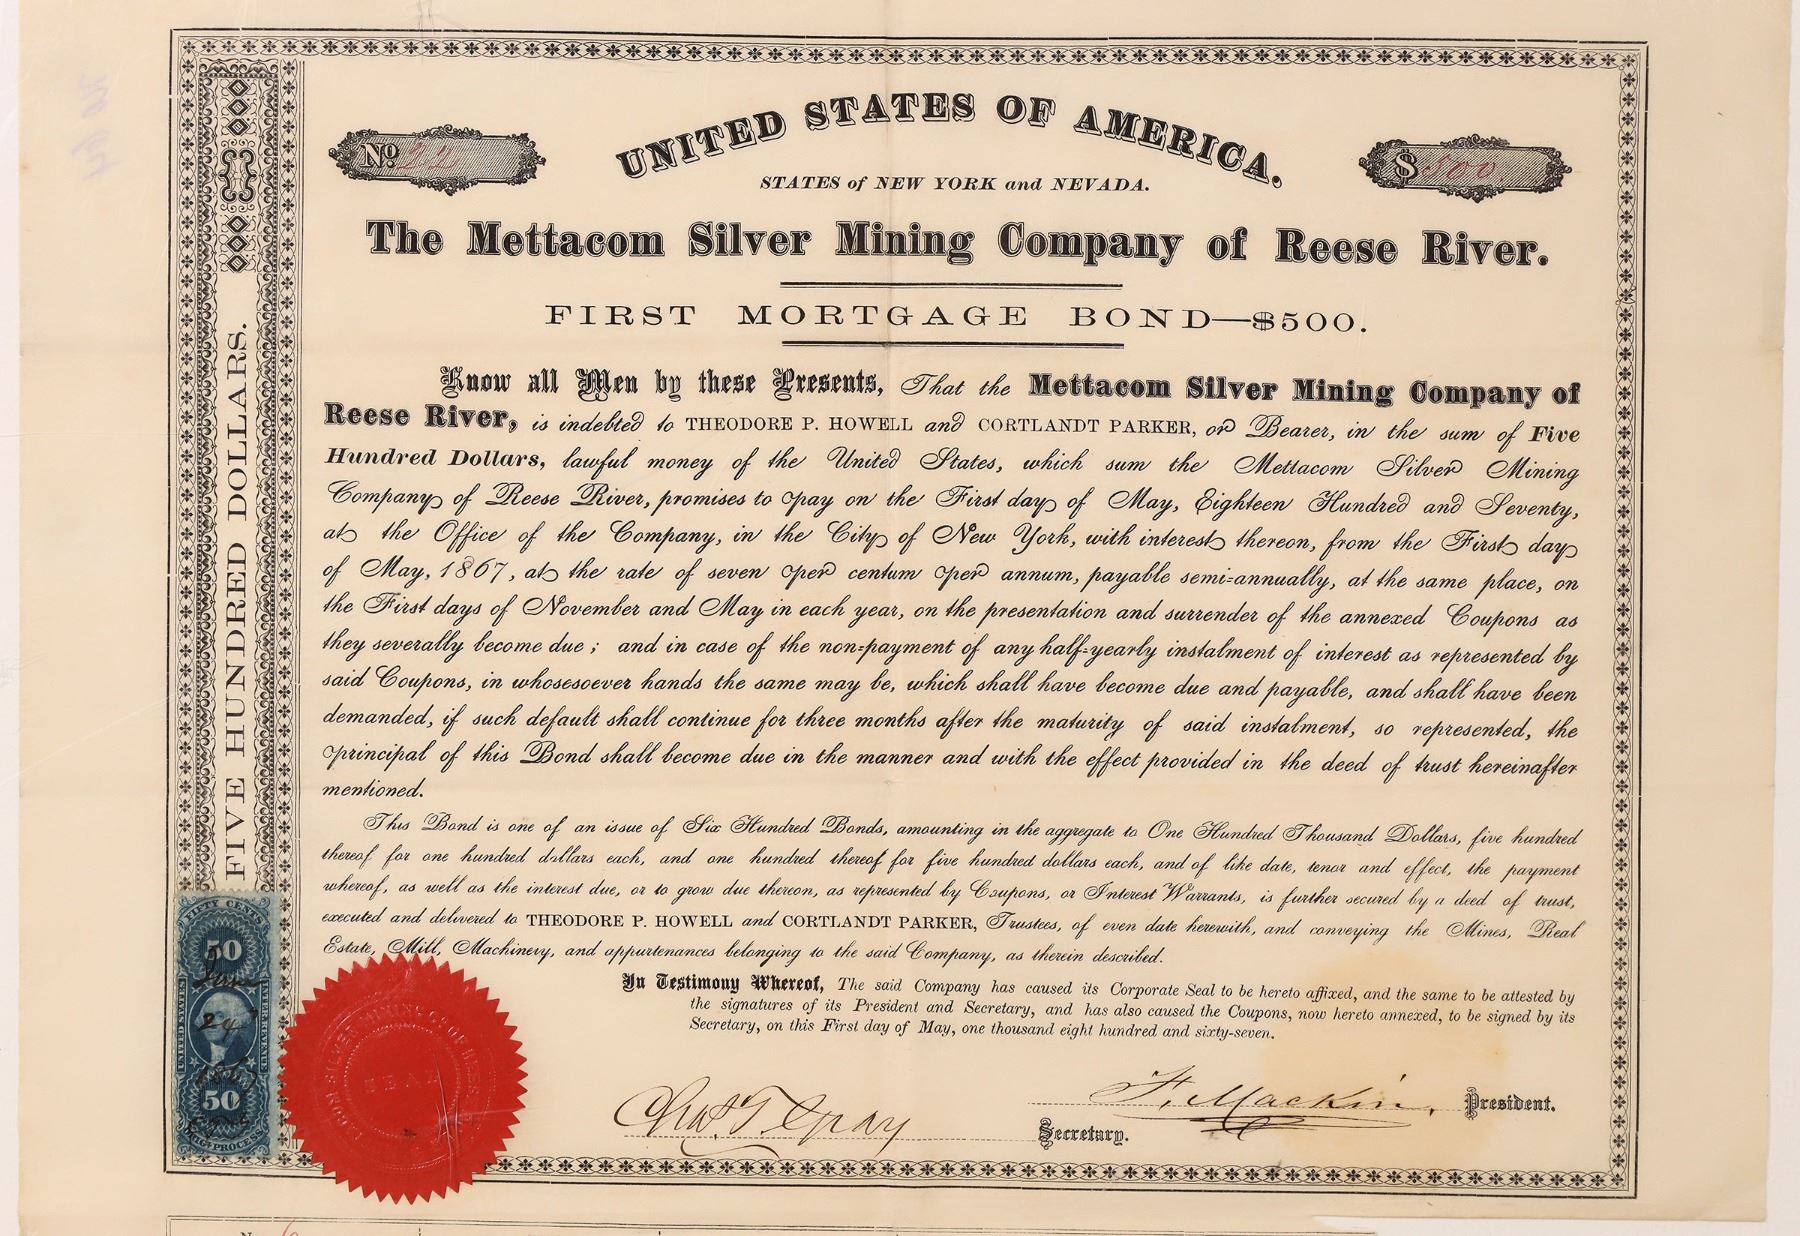 No 22
UNITED STATES OF AMERICA.
$ 500
STATES of NEW YORK and NEVADA.
The Mettacom Silver Mining Company of Reese River.
FIRST MORTGAGE BOND—$500.
Know all Men by these Presents, That the Mettacom Silver Mining Company of
Reese River, is indebted to THEODORE P. HOWELL and CORTLANDT PARKER, or Bearer, in the sum of Five
Hundred Dollars, lawful money of the United States, which sum the Mettacom Silver Mining
Company of Reese River, promises to pay on the First day of May, Eighteen Hundred and Seventy,
at the Office of the Company, in the City of New York, with interest thereon, from the First day
of May, 1867, at the rate of seven per centum per annum, payable semi-annually, at the same place, on
the First days of November and May in each year, on the presentation and surrender of the annexed Coupons as
they severally become due; and in case of the non-payment of any half-yearly instalment of interest as represented by
said Coupons, in whosesoever hands the same may be, which shall have become due and payable, and shall have been
demanded, if such default shall continue for three months after the maturity of said instalment, so represented, the
principal of this Bond shall become due in the manner and with the effect provided in the deed of trust hereinafter
mentioned.
This Bond is one of an issue of Six Hundred Bonds, amounting in the aggregate to One Hundred Thousand Dollars, five hundred
thereof for one hundred dollars each, and one hundred thereof for five hundred dollars each, and of like date, tenor and effect, the payment
whereof, as well as the interest due, or to grow due thereon, as represented by Coupons, or Interest Warrants, is further secured by a deed of trust,
executed and delivered to THEODORE P. HOWELL and CORTLANDT PARKER, Trustees, of even date herewith, and conveying the Mines, Real
Estate, Mill, Machinery, and appurtenances belonging to the said Company, as therein described.
In Testimony Whereof, The said Company has caused its Corporate Seal to be hereto affixed, and the same to be attested by
the signatures of its President and Secretary, and has also caused the Coupons, now hereto annexed, to be signed by its
Secretary, on this First day of May, one thousand eight hundred and sixty-seven.
F. Mackin. President.
Chas. T. Gray Secretary.
FIVE HUNDRED DOLLARS.
FIFTY CENTS
50
UNITED STATES
INTER. REVENUE
24
50
SILVER MINING CO OF REESE
SEAL
No 6